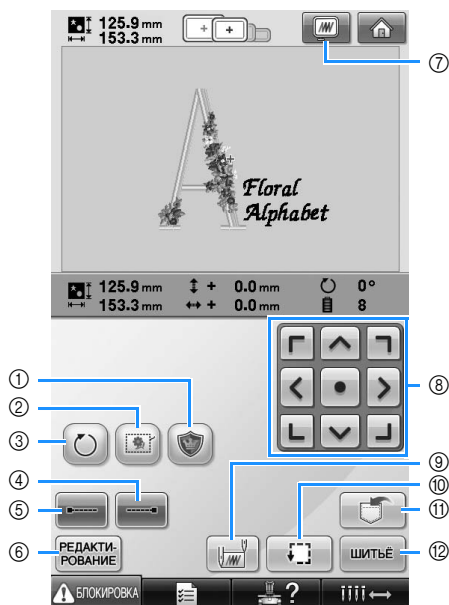 125.9 mm
153.3 mm
⑦
Floral
Alphabet
125.9 mm + 0.0 mm 0°
153.3 mm + 0.0 mm 8
①
②
③
⑧
④
⑤
⑨
⑩
⑪
⑥ РЕДАКТИ-
РОВАНИЕ
ШИТЬЁ ⑫
БЛОКИРОВКА
?